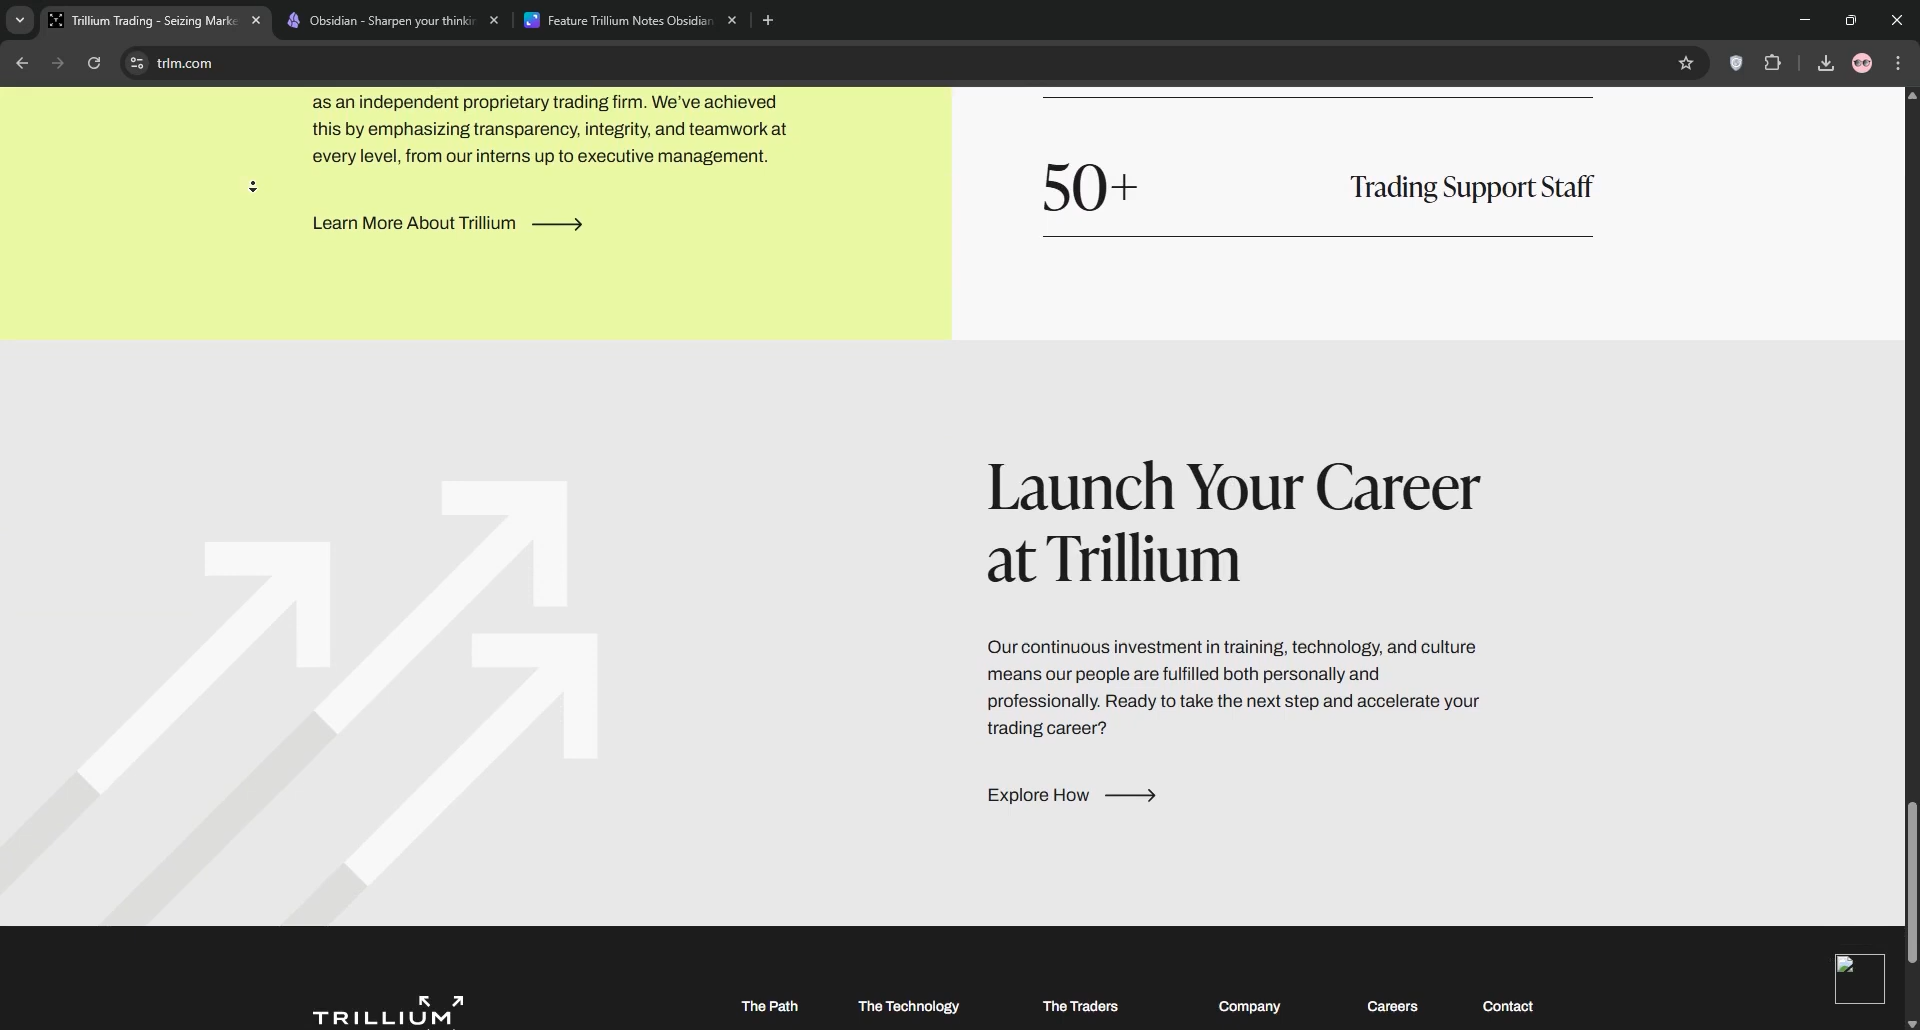 Trillium Trading - Seizing Marke
Obsidian - Sharpen your thinkin
Feature Trillium Notes Obsidian
trlm.com
as an independent proprietary trading firm. We’ve achieved
this by emphasizing transparency, integrity, and teamwork at
every level, from our interns up to executive management.
Learn More About Trillium
50+
Trading Support Staff
Launch Your Career
at Trillium
Our continuous investment in training, technology, and culture
means our people are fulfilled both personally and
professionally. Ready to take the next step and accelerate your
trading career?
Explore How
TRILLIUM
The Path
The Technology
The Traders
Company
Careers
Contact